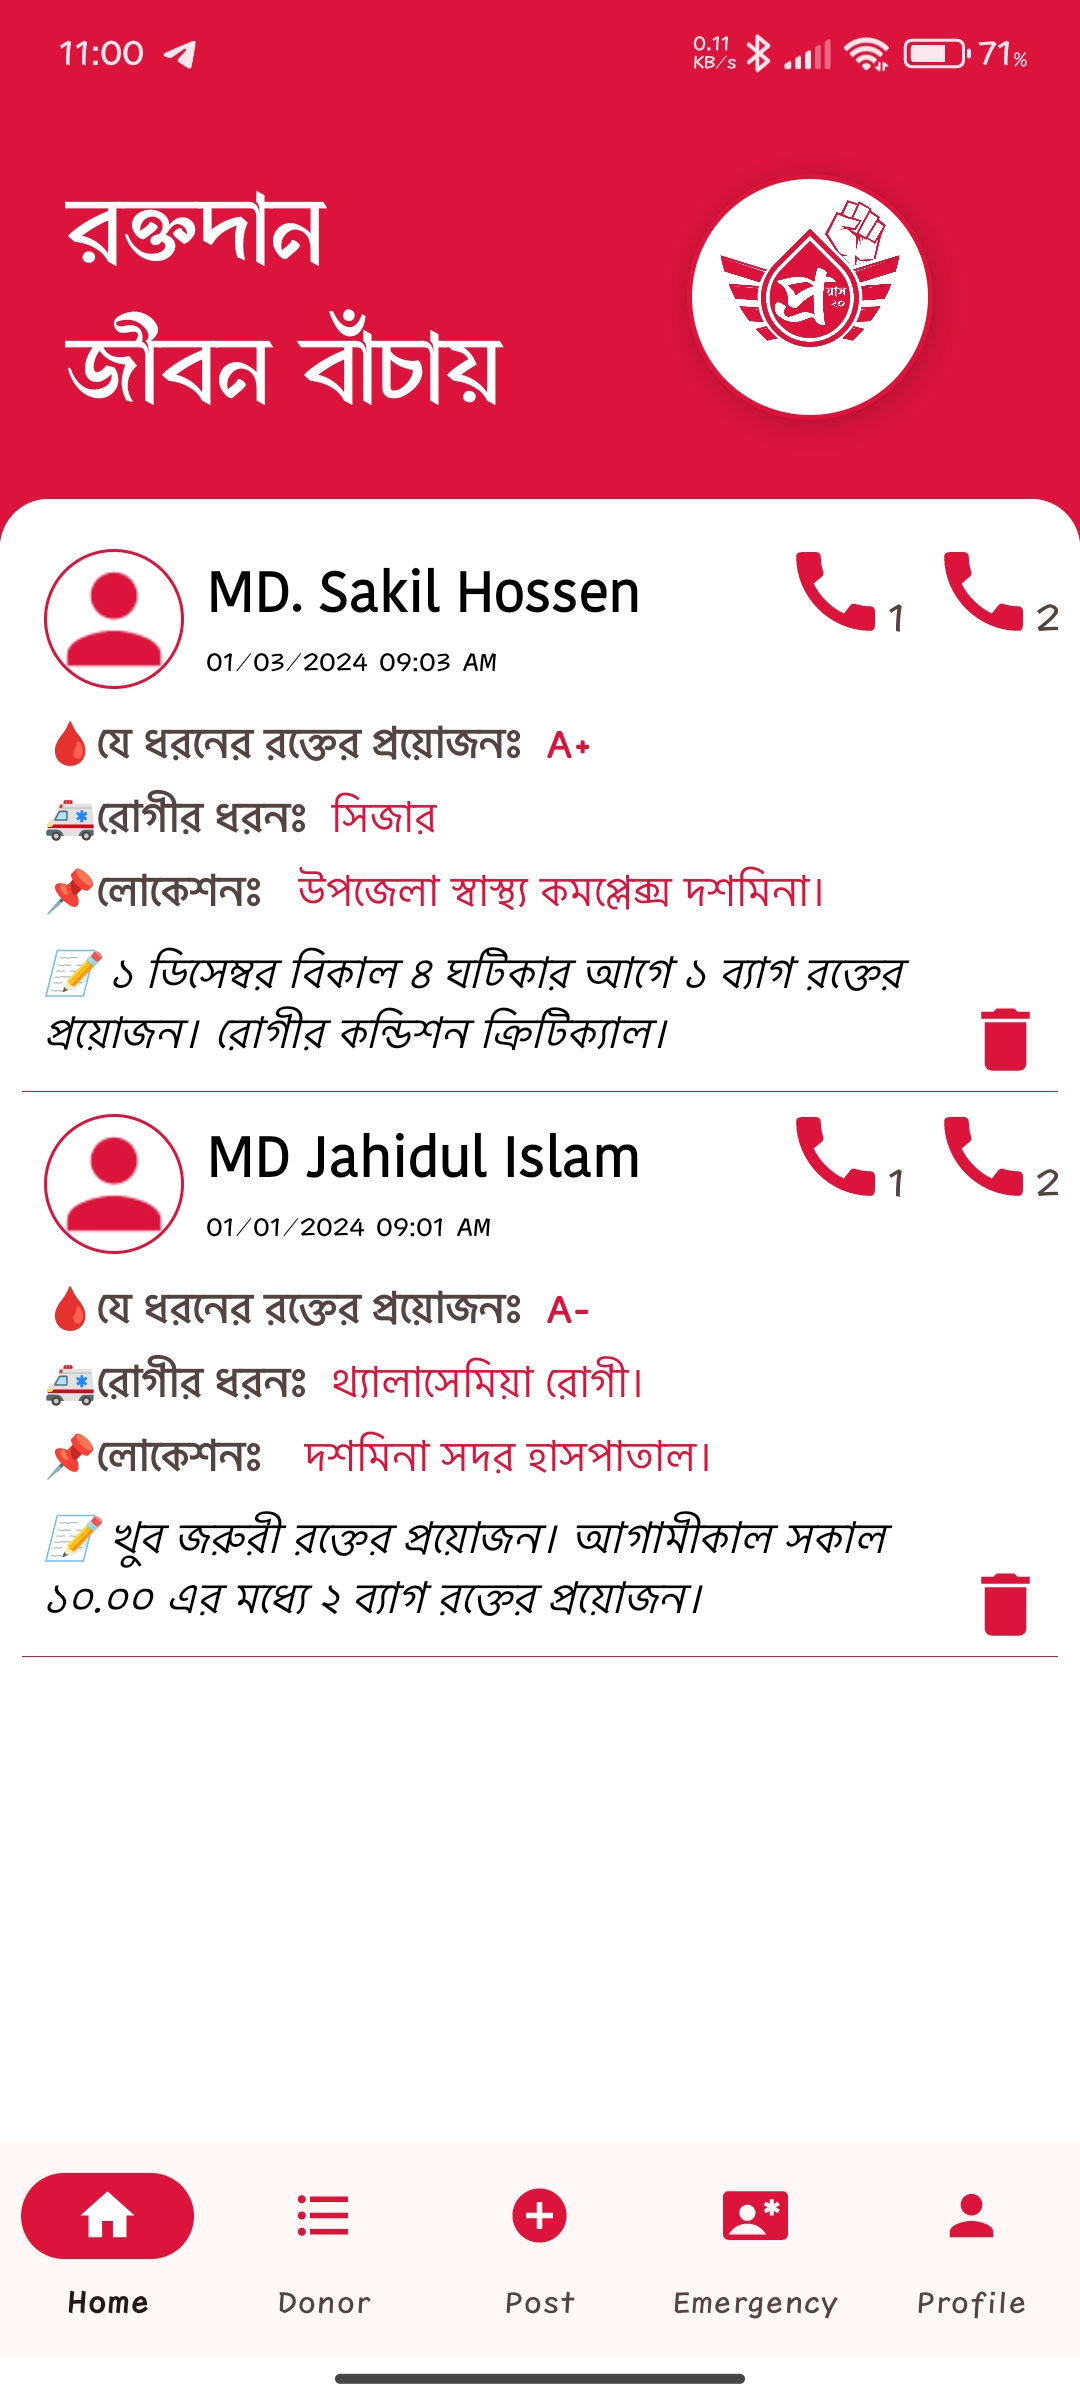 11:00
0.11 KB/s
71%
রক্তদান
জীবন বাঁচায়
প্রয়াস ২০
MD. Sakil Hossen
1 2
01/03/2024 09:03 AM
যে ধরনের রক্তের প্রয়োজনঃ A+
রোগীর ধরনঃ সিজার
লোকেশনঃ উপজেলা স্বাস্থ্য কমপ্লেক্স দশমিনা।
১ ডিসেম্বর বিকাল ৪ ঘটিকার আগে ১ ব্যাগ রক্তের
প্রয়োজন। রোগীর কন্ডিশন ক্রিটিক্যাল।
MD Jahidul Islam
1 2
01/01/2024 09:01 AM
যে ধরনের রক্তের প্রয়োজনঃ A-
রোগীর ধরনঃ থ্যালাসেমিয়া রোগী।
লোকেশনঃ দশমিনা সদর হাসপাতাল।
খুব জরুরী রক্তের প্রয়োজন। আগামীকাল সকাল
১০.০০ এর মধ্যে ২ ব্যাগ রক্তের প্রয়োজন।
Home Donor Post Emergency Profile